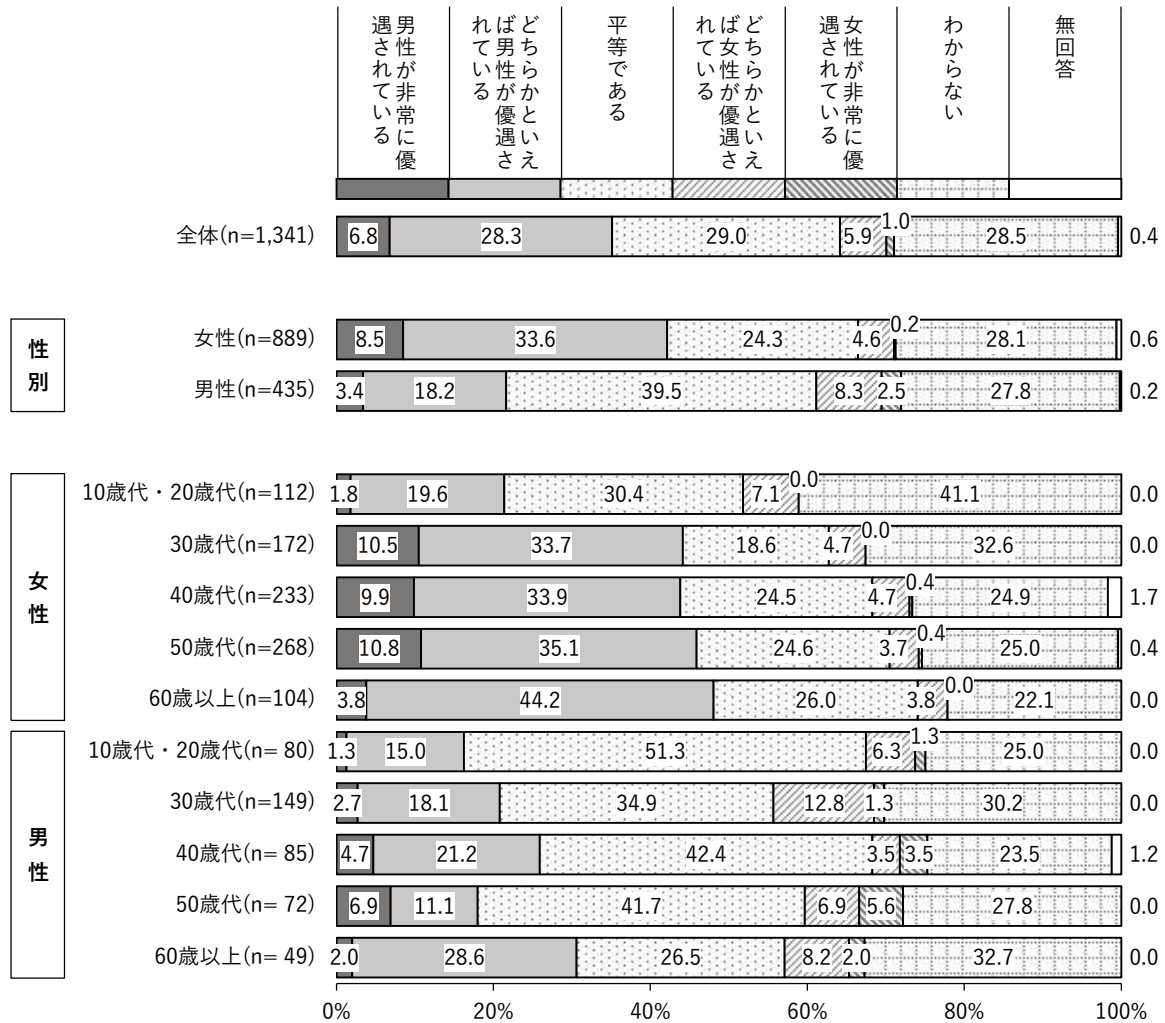 男性が非常に優
遇されている
どちらかといえ
ば男性が優遇さ
れている
平等である
どちらかといえ
ば女性が優遇さ
れている
女性が非常に優
遇されている
わからない
無回答
全体(n=1,341) 6.8 28.3 29.0 5.9 1.0 28.5 0.4
性別
女性(n=889) 8.5 33.6 24.3 4.6 0.2 28.1 0.6
男性(n=435) 3.4 18.2 39.5 8.3 2.5 27.8 0.2
女性
10歳代・20歳代(n=112) 1.8 19.6 30.4 7.1 0.0 41.1 0.0
30歳代(n=172) 10.5 33.7 18.6 4.7 0.0 32.6 0.0
40歳代(n=233) 9.9 33.9 24.5 4.7 0.4 24.9 1.7
50歳代(n=268) 10.8 35.1 24.6 3.7 0.4 25.0 0.4
60歳以上(n=104) 3.8 44.2 26.0 3.8 0.0 22.1 0.0
男性
10歳代・20歳代(n= 80) 1.3 15.0 51.3 6.3 1.3 25.0 0.0
30歳代(n=149) 2.7 18.1 34.9 12.8 1.3 30.2 0.0
40歳代(n= 85) 4.7 21.2 42.4 3.5 3.5 23.5 1.2
50歳代(n= 72) 6.9 11.1 41.7 6.9 5.6 27.8 0.0
60歳以上(n= 49) 2.0 28.6 26.5 8.2 2.0 32.7 0.0
0% 20% 40% 60% 80% 100%